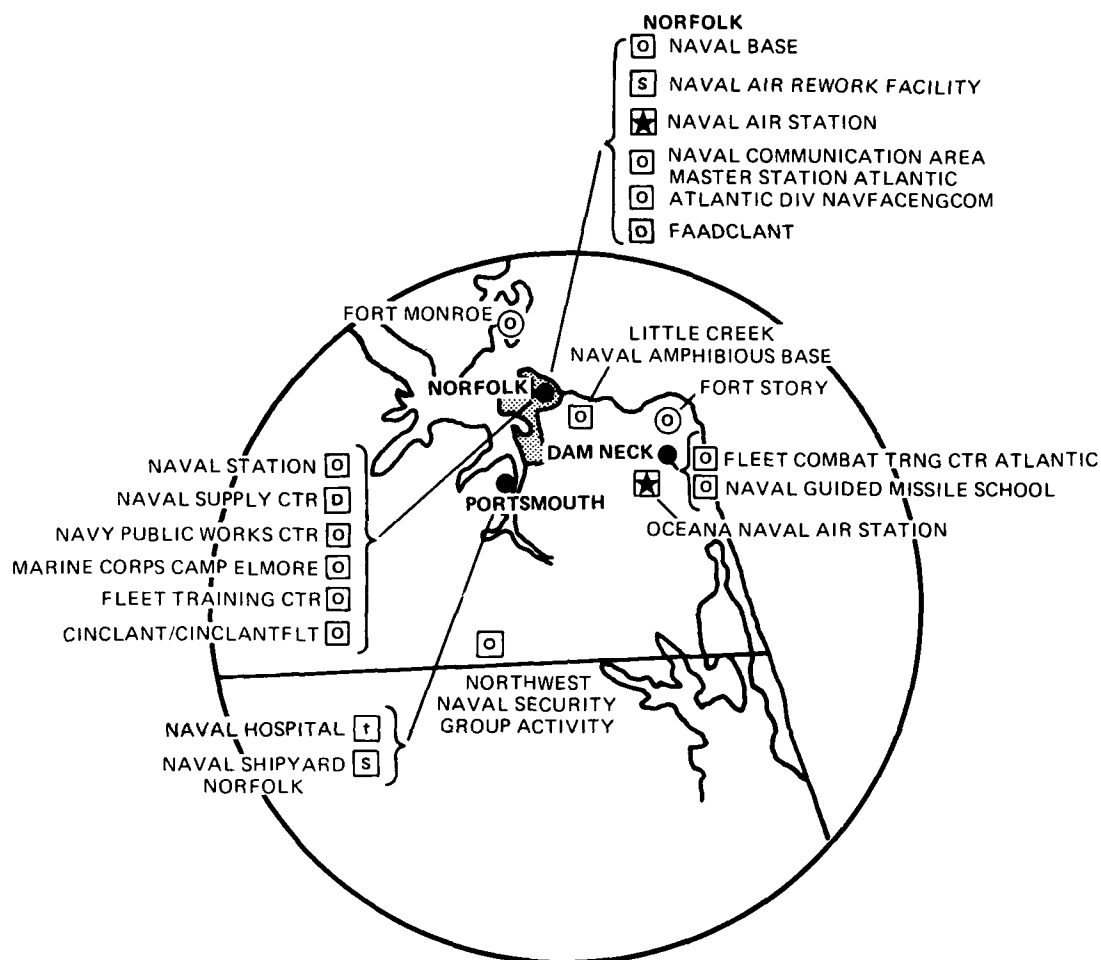 NORFOLK
O NAVAL BASE
S NAVAL AIR REWORK FACILITY
NAVAL AIR STATION
O NAVAL COMMUNICATION AREA
MASTER STATION ATLANTIC
O ATLANTIC DIV NAVFACENGCOM
O FAADCLANT
FORT MONROE
O
LITTLE CREEK
NAVAL AMPHIBIOUS BASE
O
FORT STORY
O
NORFOLK
DAM NECK
O FLEET COMBAT TRNG CTR ATLANTIC
O NAVAL GUIDED MISSILE SCHOOL
OCEANA NAVAL AIR STATION
PORTSMOUTH
NAVAL STATION O
NAVAL SUPPLY CTR D
NAVY PUBLIC WORKS CTR O
MARINE CORPS CAMP ELMORE O
FLEET TRAINING CTR O
CINCLANT/CINCLANTFLT O
O
NORTHWEST
NAVAL SECURITY
GROUP ACTIVITY
NAVAL HOSPITAL t
NAVAL SHIPYARD S
NORFOLK